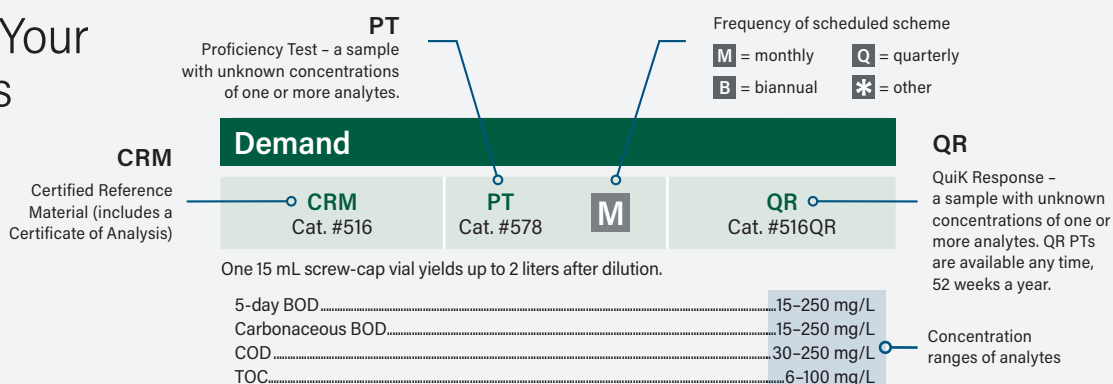 Your
s
PT
Proficiency Test – a sample
with unknown concentrations
of one or more analytes.
Frequency of scheduled scheme
M = monthly Q = quarterly
B = biannual * = other
CRM
Certified Reference
Material (includes a
Certificate of Analysis)
Demand
CRM
Cat. #516
PT
Cat. #578
M
QR
Cat. #516QR
QR
QuiK Response –
a sample with unknown
concentrations of one or
more analytes. QR PTs
are available any time,
52 weeks a year.
One 15 mL screw-cap vial yields up to 2 liters after dilution.
5-day BOD 15–250 mg/L
Carbonaceous BOD 15–250 mg/L
COD 30–250 mg/L
TOC 6–100 mg/L
Concentration
ranges of analytes